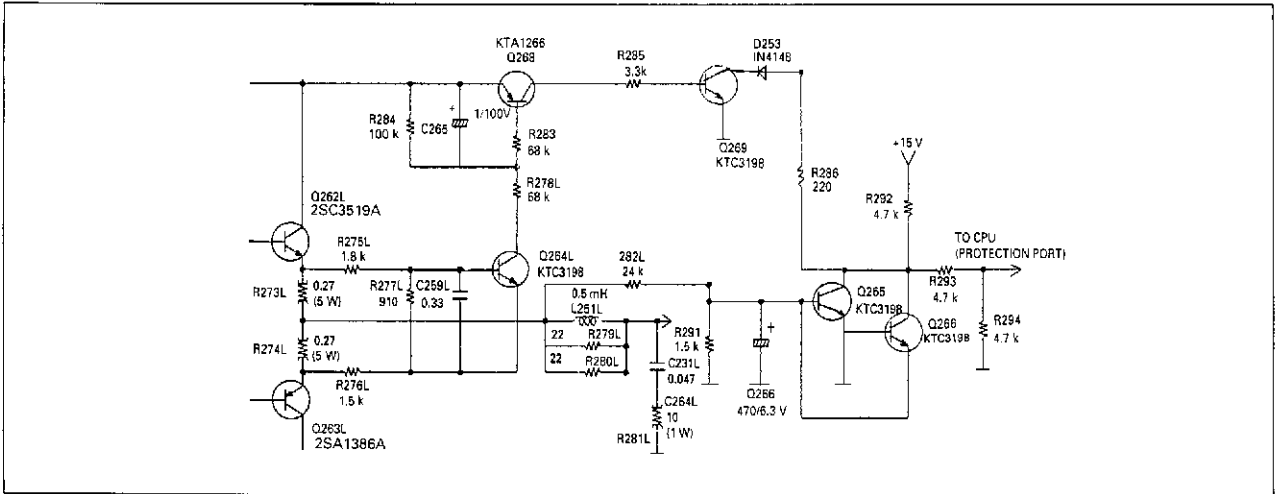 KTA1266
Q268
R285
3.3k
D253
IN4148
R284
100 k
C265
+
1/100V
R283
68 k
Q269
KTC3198
+15 V
R278L
68 k
R286
220
R292
4.7 k
Q262L
2SC3519A
R275L
1.8 k
Q264L
KTC3198
282L
24 k
TO CPU
(PROTECTION PORT)
R273L
0.27
(5 W)
R277L
910
C259L
0.33
0.5 mH
L251L
Q265
KTC3198
R293
4.7 k
R274L
0.27
(5 W)
22
R279L
22
R280L
R291
1.5 k
+
Q266
KTC3198
R294
4.7 k
R276L
1.5 k
C231L
0.047
Q266
470/6.3 V
C264L
10
(1 W)
R281L
Q263L
2SA1386A